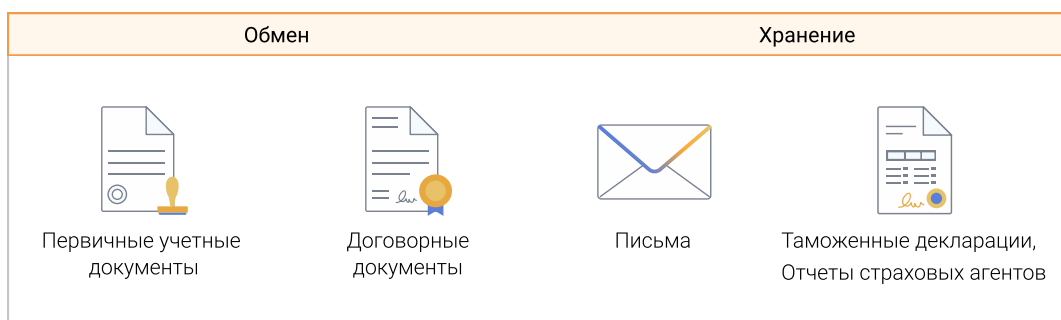 Обмен
Хранение
Первичные учетные
документы
Договорные
документы
Письма
Таможенные декларации,
Отчеты страховых агентов